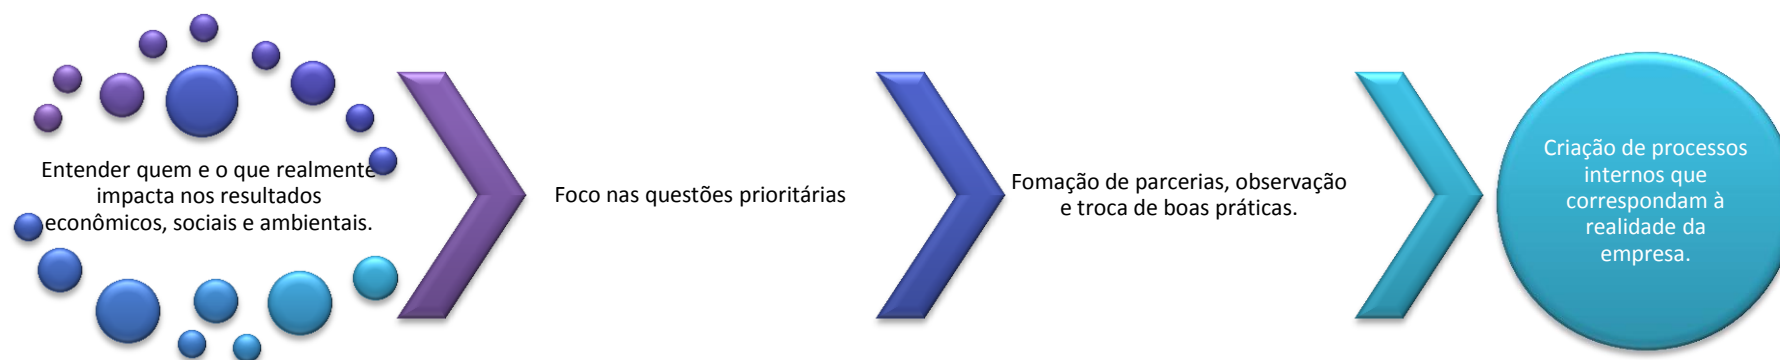 Entender quem e o que realmente
impacta nos resultados
econômicos, sociais e ambientais.
Foco nas questões prioritárias
Fomação de parcerias, observação
e troca de boas práticas.
Criação de processos
internos que
correspondam à
realidade da
empresa.